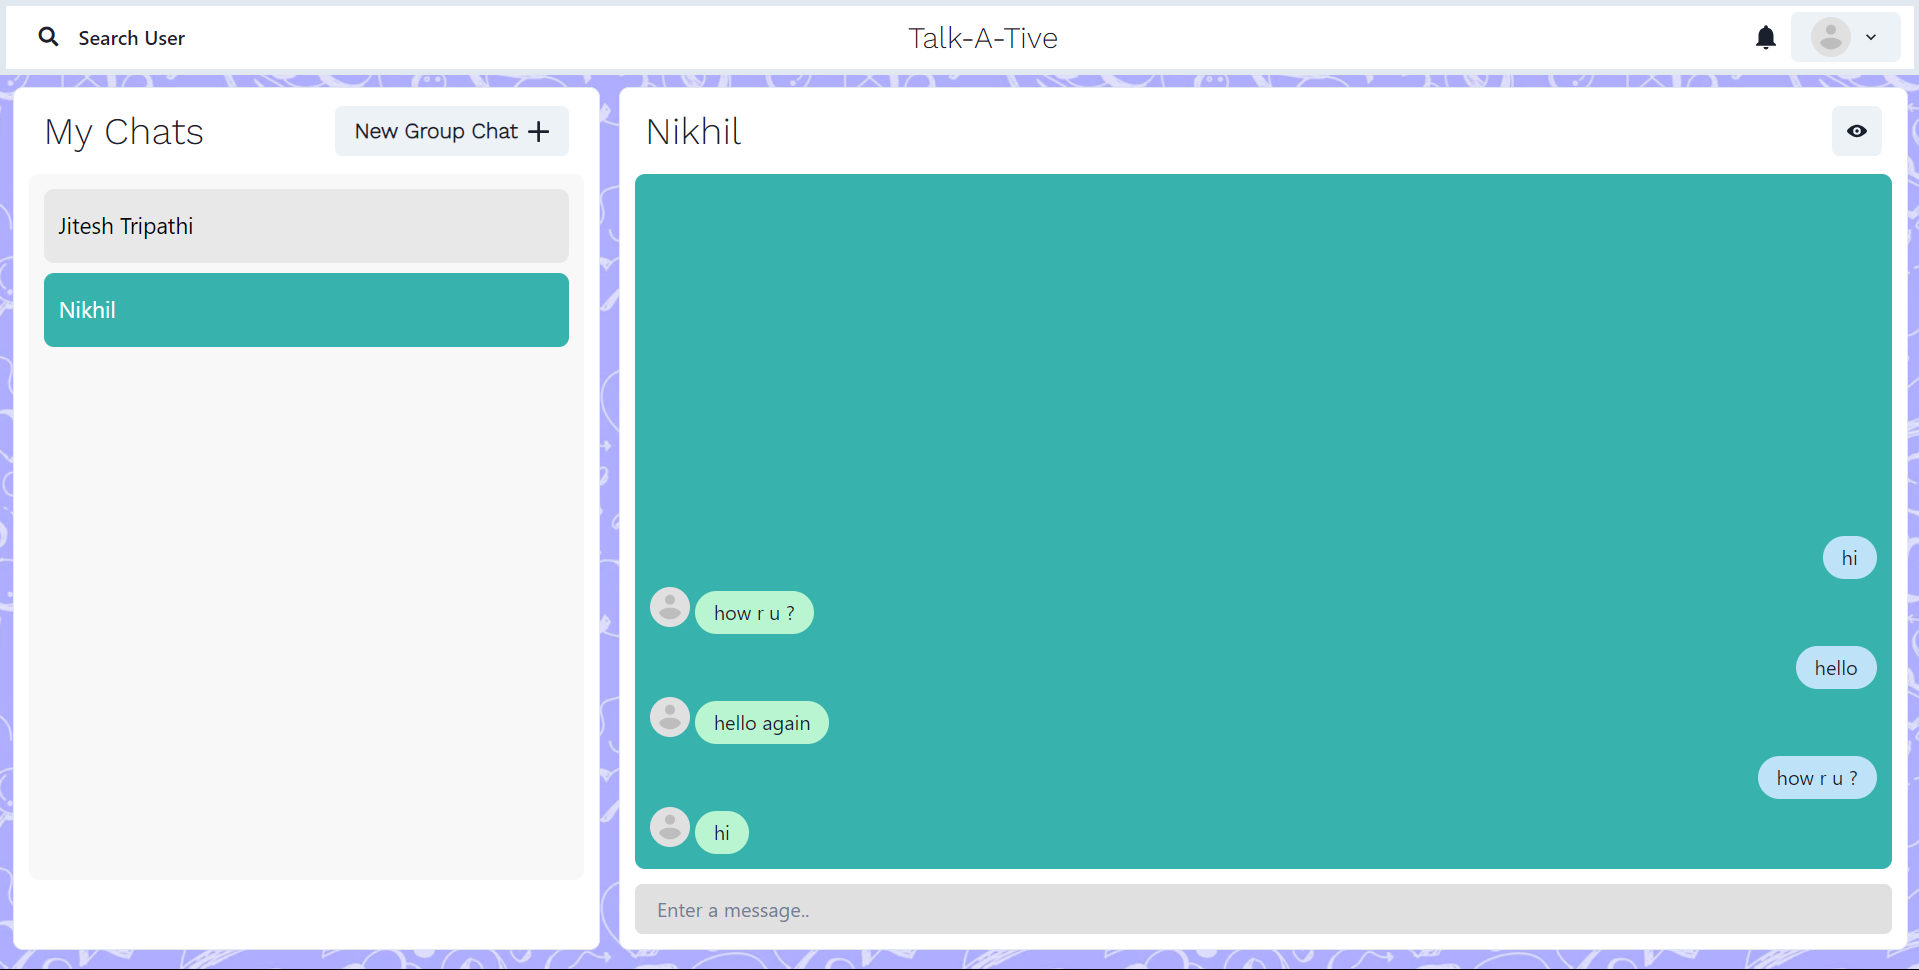 Search User
Talk-A-Tive
My Chats
New Group Chat
Jitesh Tripathi
Nikhil
Nikhil
hi
how r u ?
hello
hello again
how r u ?
hi
Enter a message..